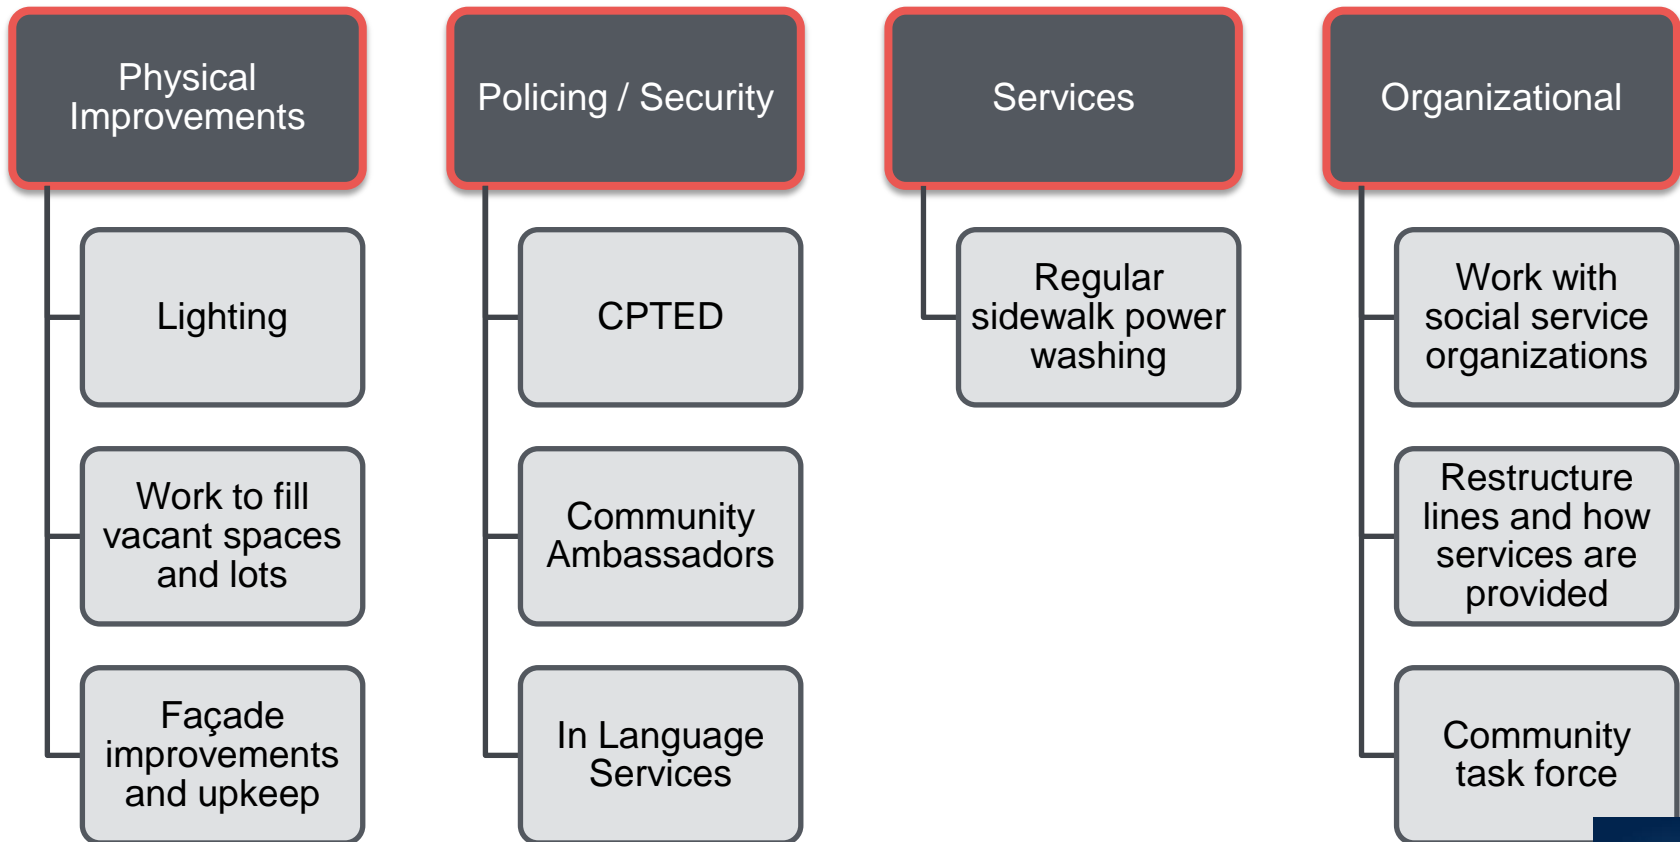 Physical
Improvements
Lighting
Work to fill
vacant spaces
and lots
Façade
improvements
and upkeep
Policing / Security
CPTED
Community
Ambassadors
In Language
Services
Services
Regular
sidewalk power
washing
Organizational
Work with
social service
organizations
Restructure
lines and how
services are
provided
Community
task force